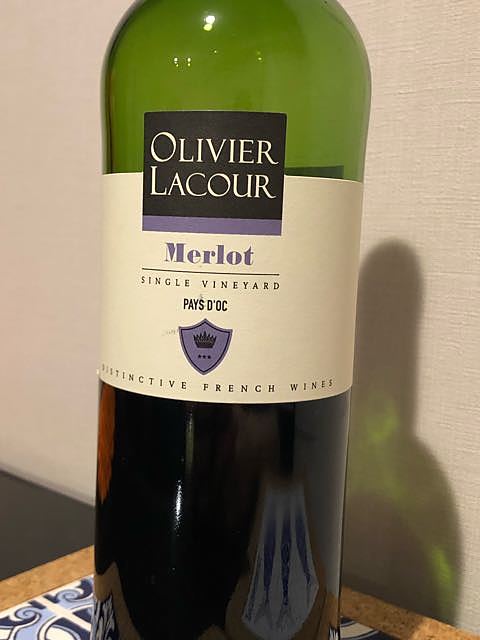 OLIVIER
LACOUR
Merlot
SINGLE VINEYARD
PAYS D'OC
DISTINCTIVE FRENCH WINES